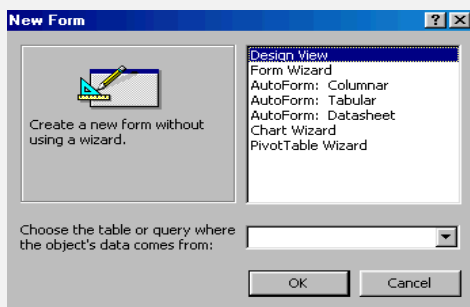 New Form
Design View
Form Wizard
AutoForm: Columnar
AutoForm: Tabular
AutoForm: Datasheet
Chart Wizard
PivotTable Wizard
Create a new form without
using a wizard.
Choose the table or query where
the object's data comes from:
OK
Cancel